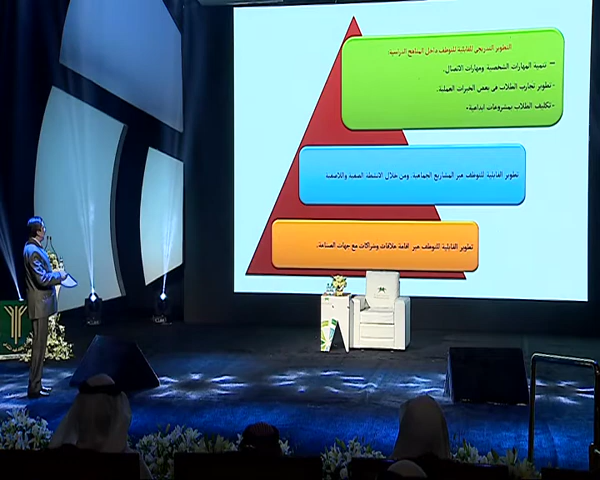 التطوير التدريجي للقابلية للتوظف داخل المناهج الدراسية:
– تنمية المهارات الشخصية ومهارات الاتصال.
- تطوير تجارب الطلاب في بعض الخبرات العملية.
- تكليف الطلاب بمشروعات ابداعية-
تطوير القابلية للتوظف عبر المشاريع الجماعية، ومن خلال الانشطة الصفية واللاصفية
تطوير القابلية للتوظف عبر اقامة علاقات وشراكات مع جهات الصناعة.